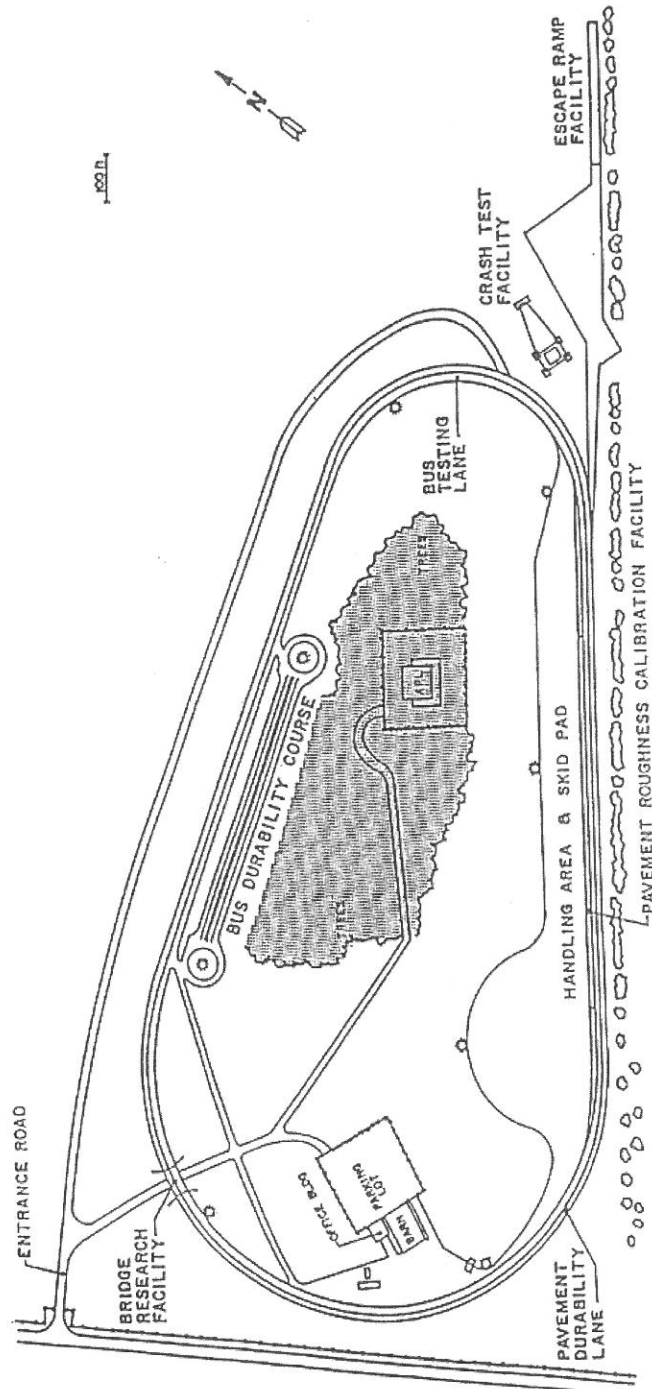 ENTRANCE ROAD
BRIDGE
RESEARCH
FACILITY
OFFICE BLDG
PARKING
LOT
BARN
PAVEMENT
DURABILITY
LANE
BUS DURABILITY COURSE
TREES
TREES
APL
HANDLING AREA & SKID PAD
PAVEMENT ROUGHNESS CALIBRATION FACILITY
BUS
TESTING
LANE
CRASH TEST
FACILITY
ESCAPE RAMP
FACILITY
100 ft
N